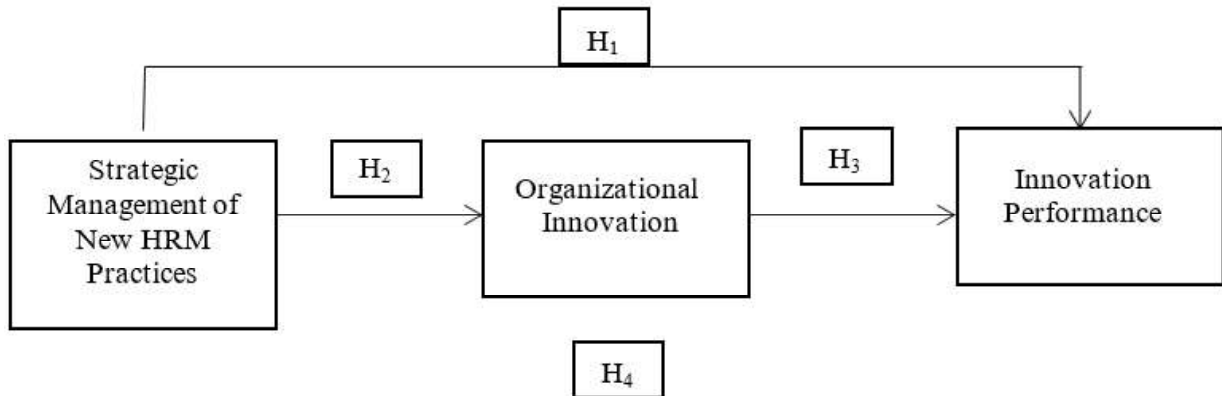 H₁
Strategic
Management of
New HRM
Practices
H₂
Organizational
Innovation
H₃
Innovation
Performance
H₄